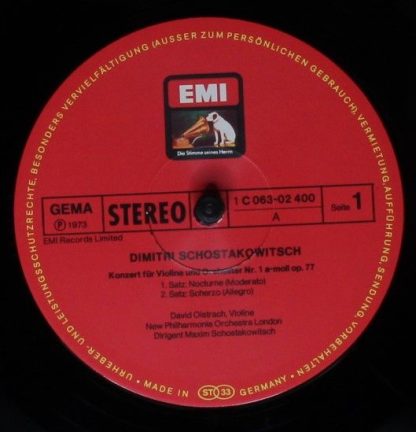 URHEBER- UND LEISTUNGSSCHUTZRECHTE, BESONDERS VERVIELFÄLTIGUNG (AUSSER ZUM PERSÖNLICHEN GEBRAUCH), VERMIETUNG, AUFFÜHRUNG, SENDUNG, VORBEHALTEN
EMI
Die Stimme seines Herrn
GEMA
Ⓟ 1973
STEREO
1 C 063-02 400
A
Seite 1
EMI Records Limited
DIMITRI SCHOSTAKOWITSCH
Konzert für Violine und Orchester Nr. 1 a-moll op. 77
1. Satz: Nocturne (Moderato)
2. Satz: Scherzo (Allegro)
David Oistrach, Violine
New Philharmonia Orchestra London
Dirigent Maxim Schostakowitsch
• MADE IN ST 33 GERMANY •